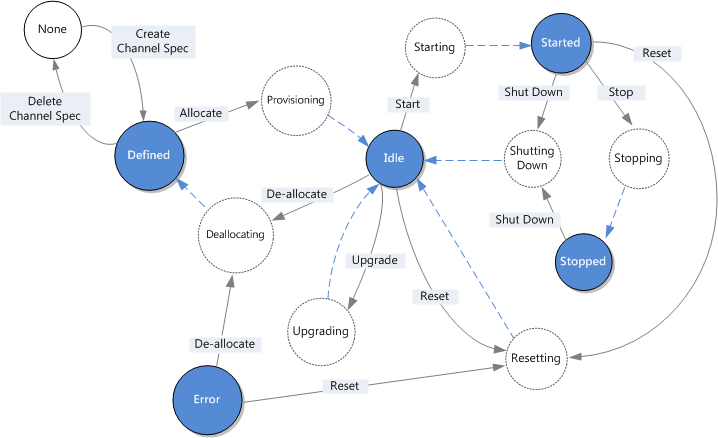 None
Create
Channel Spec
Delete
Channel Spec
Defined
Allocate
Provisioning
Starting
Started
Reset
Start
Shut Down
Stop
Idle
Shutting
Down
Stopping
De-allocate
Deallocating
Shut Down
Upgrade
Stopped
Reset
Upgrading
De-allocate
Resetting
Error
Reset